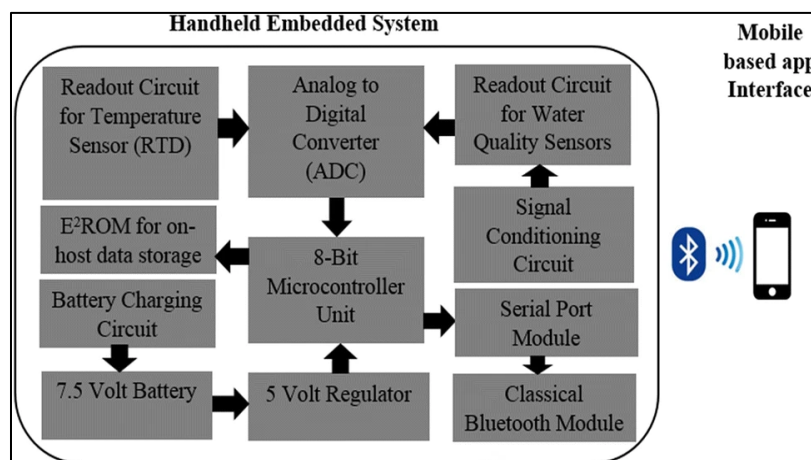 Handheld Embedded System
Mobile
based app
Interface
Readout Circuit
for Temperature
Sensor (RTD)
Analog to
Digital
Converter
(ADC)
Readout Circuit
for Water
Quality Sensors
E²ROM for on-
host data storage
8-Bit
Microcontroller
Unit
Signal
Conditioning
Circuit
Battery Charging
Circuit
Serial Port
Module
7.5 Volt Battery
5 Volt Regulator
Classical
Bluetooth Module